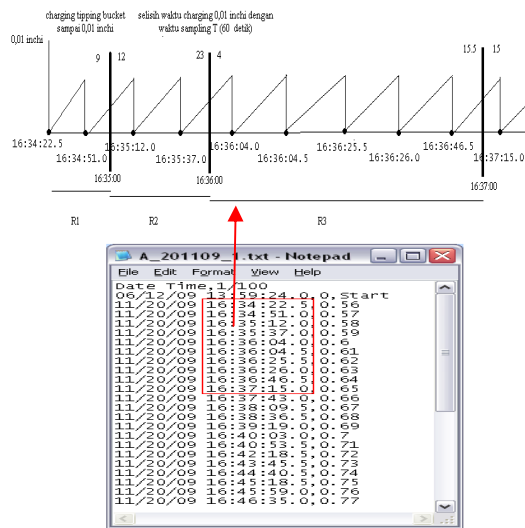 charging tipping bucket selisih waktu charging 0,01 inchi dengan
sampai 0,01 inchi waktu sampling T (60 detik)
0,01 inchi
9 12 23 4 15.5 15
16:34:22.5 16:35:12.0 16:36:04.0 16:36:25.5 16:36:46.5
16:34:51.0 16:35:37.0 16:36:04.5 16:36:26.0 16:37:15.0
16:35:00 16:36:00 16:37:00
R1 R2 R3
A_201109_1.txt - Notepad
File Edit Format View Help
Date Time,1/100
06/12/09 13:59:24.0,0,Start
11/20/09 16:34:22.5,0.56
11/20/09 16:34:51.0,0.57
11/20/09 16:35:12.0,0.58
11/20/09 16:35:37.0,0.59
11/20/09 16:36:04.0,0.6
11/20/09 16:36:04.5,0.61
11/20/09 16:36:25.5,0.62
11/20/09 16:36:26.0,0.63
11/20/09 16:36:46.5,0.64
11/20/09 16:37:15.0,0.65
11/20/09 16:37:43.0,0.66
11/20/09 16:38:09.5,0.67
11/20/09 16:38:36.5,0.68
11/20/09 16:39:19.0,0.69
11/20/09 16:40:03.0,0.7
11/20/09 16:40:53.5,0.71
11/20/09 16:42:18.5,0.72
11/20/09 16:43:45.5,0.73
11/20/09 16:44:40.5,0.74
11/20/09 16:45:18.5,0.75
11/20/09 16:45:59.0,0.76
11/20/09 16:46:35.0,0.77